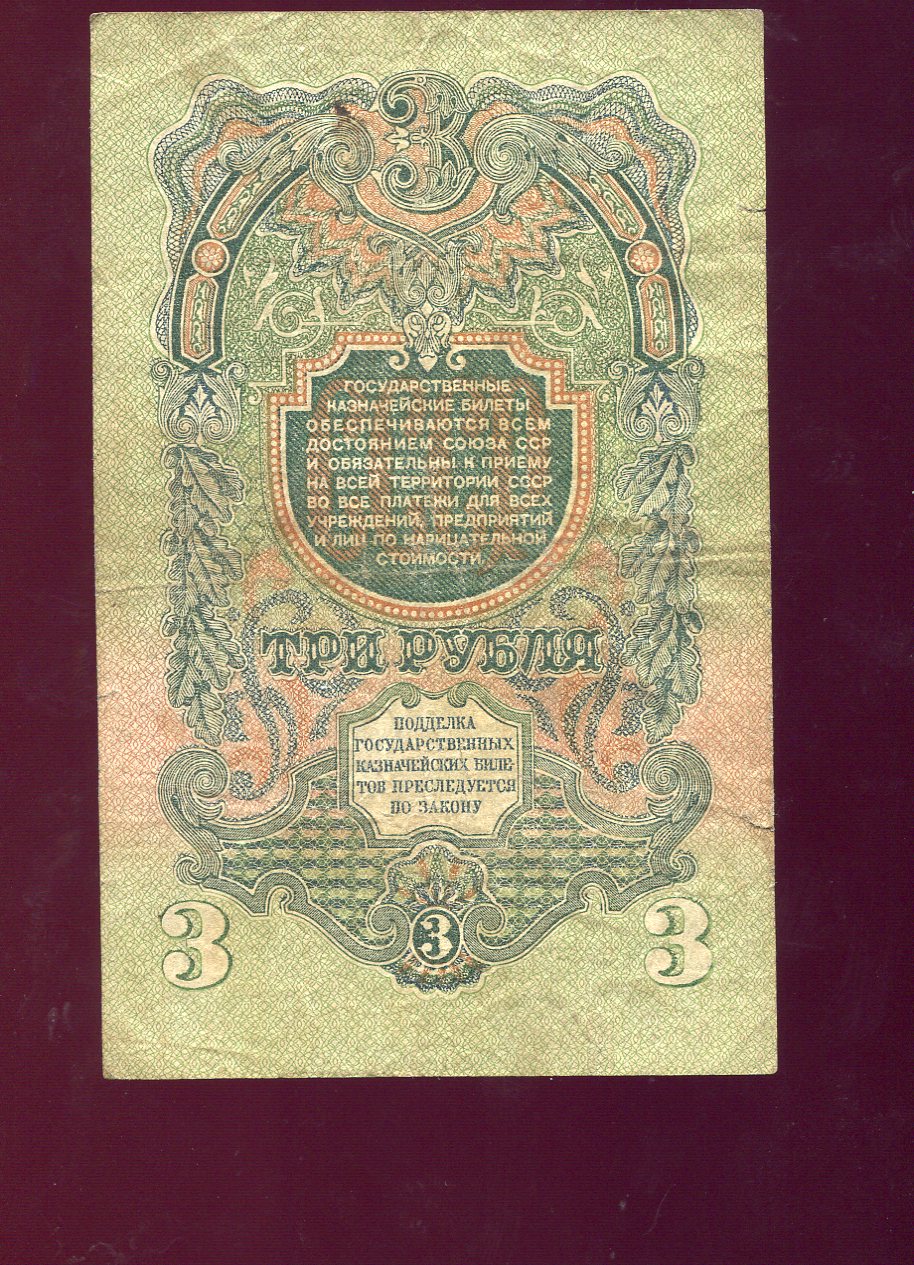 3
ГОСУДАРСТВЕННЫЕ
КАЗНАЧЕЙСКИЕ БИЛЕТЫ
ОБЕСПЕЧИВАЮТСЯ ВСЕМ
ДОСТОЯНИЕМ СОЮЗА ССР
И ОБЯЗАТЕЛЬНЫ К ПРИЕМУ
НА ВСЕЙ ТЕРРИТОРИИ СССР
ВО ВСЕ ПЛАТЕЖИ ДЛЯ ВСЕХ
УЧРЕЖДЕНИЙ, ПРЕДПРИЯТИЙ
И ЛИЦ ПО НАРИЦАТЕЛЬНОЙ
СТОИМОСТИ.
ТРИ РУБЛЯ
ПОДДЕЛКА
ГОСУДАРСТВЕННЫХ
КАЗНАЧЕЙСКИХ БИЛЕ-
ТОВ ПРЕСЛЕДУЕТСЯ
ПО ЗАКОНУ
3 3 3